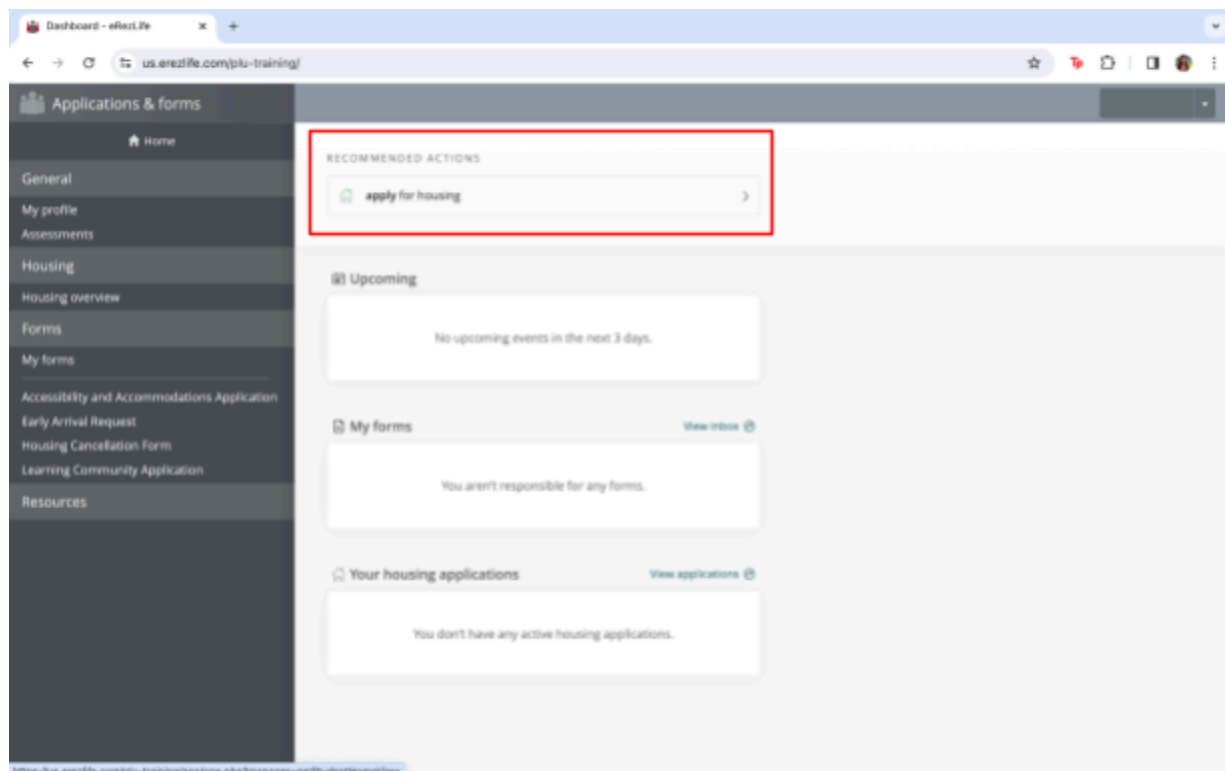 Dashboard - eRezLife
us.erezlife.com/plu-training/
Applications & forms
Home
General
My profile
Assessments
Housing
Housing overview
Forms
My forms
Accessibility and Accommodations Application
Early Arrival Request
Housing Cancellation Form
Learning Community Application
Resources
RECOMMENDED ACTIONS
apply for housing
Upcoming
No upcoming events in the next 3 days.
My forms View inbox
You aren't responsible for any forms.
Your housing applications View applications
You don't have any active housing applications.